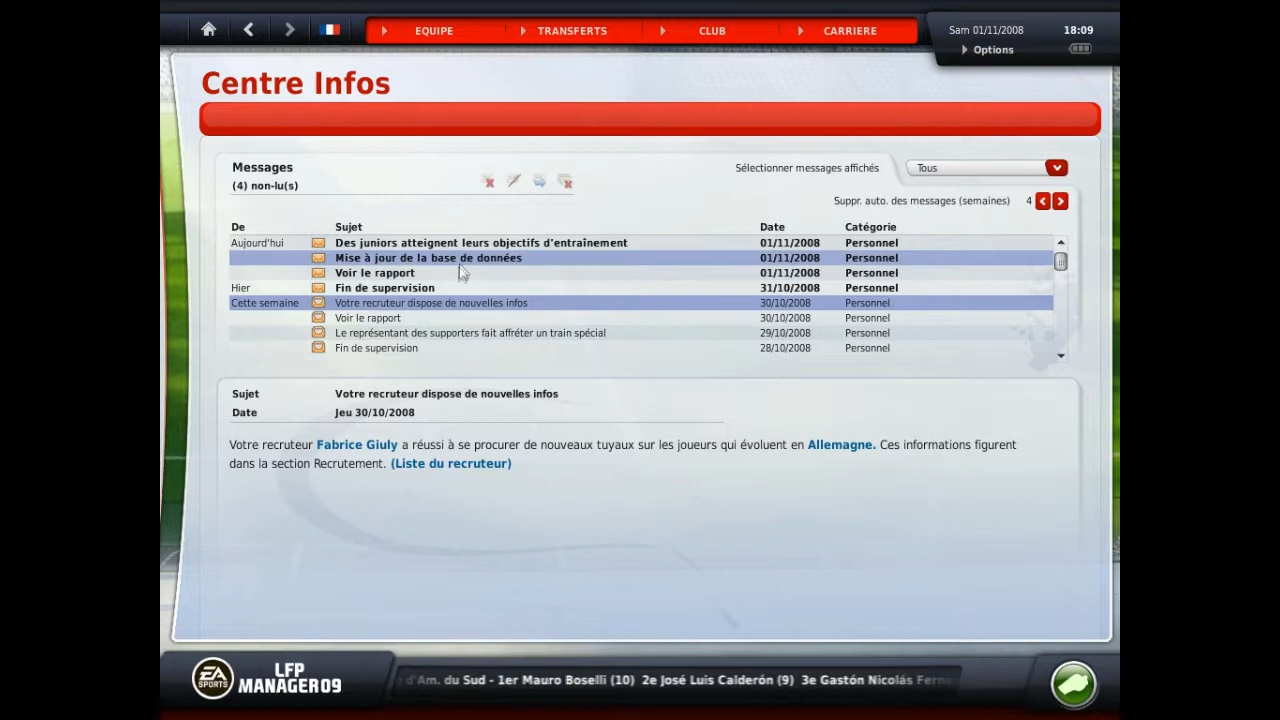 EQUIPE TRANSFERTS CLUB CARRIERE
Sam 01/11/2008 18:09
Options
Centre Infos
Messages
(4) non-lu(s)
Sélectionner messages affichés Tous
Suppr. auto. des messages (semaines) 4
De Sujet Date Catégorie
Aujourd'hui Des juniors atteignent leurs objectifs d'entraînement 01/11/2008 Personnel
Mise à jour de la base de données 01/11/2008 Personnel
Voir le rapport 01/11/2008 Personnel
Hier Fin de supervision 31/10/2008 Personnel
Cette semaine Votre recruteur dispose de nouvelles infos 30/10/2008 Personnel
Voir le rapport 30/10/2008 Personnel
Le représentant des supporters fait affréter un train spécial 29/10/2008 Personnel
Fin de supervision 28/10/2008 Personnel
Sujet Votre recruteur dispose de nouvelles infos
Date Jeu 30/10/2008
Votre recruteur Fabrice Giuly a réussi à se procurer de nouveaux tuyaux sur les joueurs qui évoluent en Allemagne. Ces informations figurent
dans la section Recrutement. (Liste du recruteur)
EA SPORTS
LFP
MANAGER09
d'Am. du Sud - 1er Mauro Boselli (10) 2e José Luis Calderón (9) 3e Gastón Nicolás